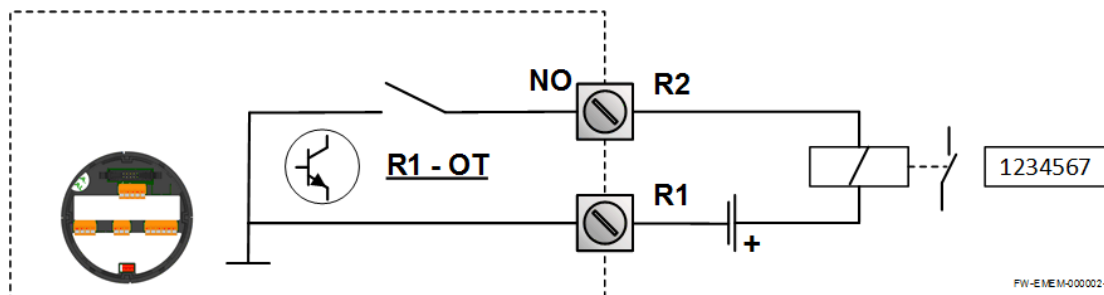 NO R2
R1 - OT
1234567
R1
+
FW-EMEM-000002-